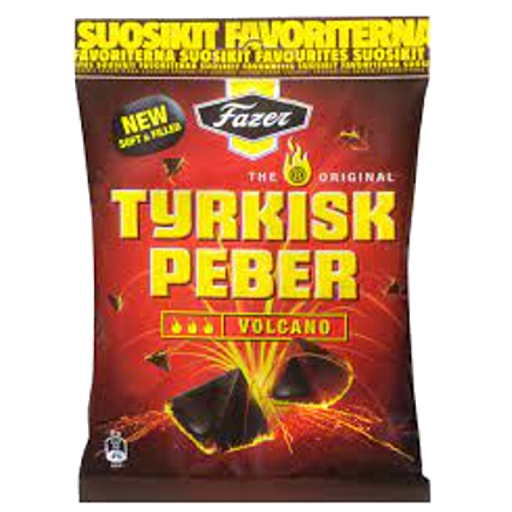 SUOSIKIT FAVORITERNA
FAVORITERNA SUOSIKIT FAVOURITES SUOSIKIT
NEW
SOFT & FILLED
Fazer
THE ORIGINAL
TYRKISK
PEBER
VOLCANO